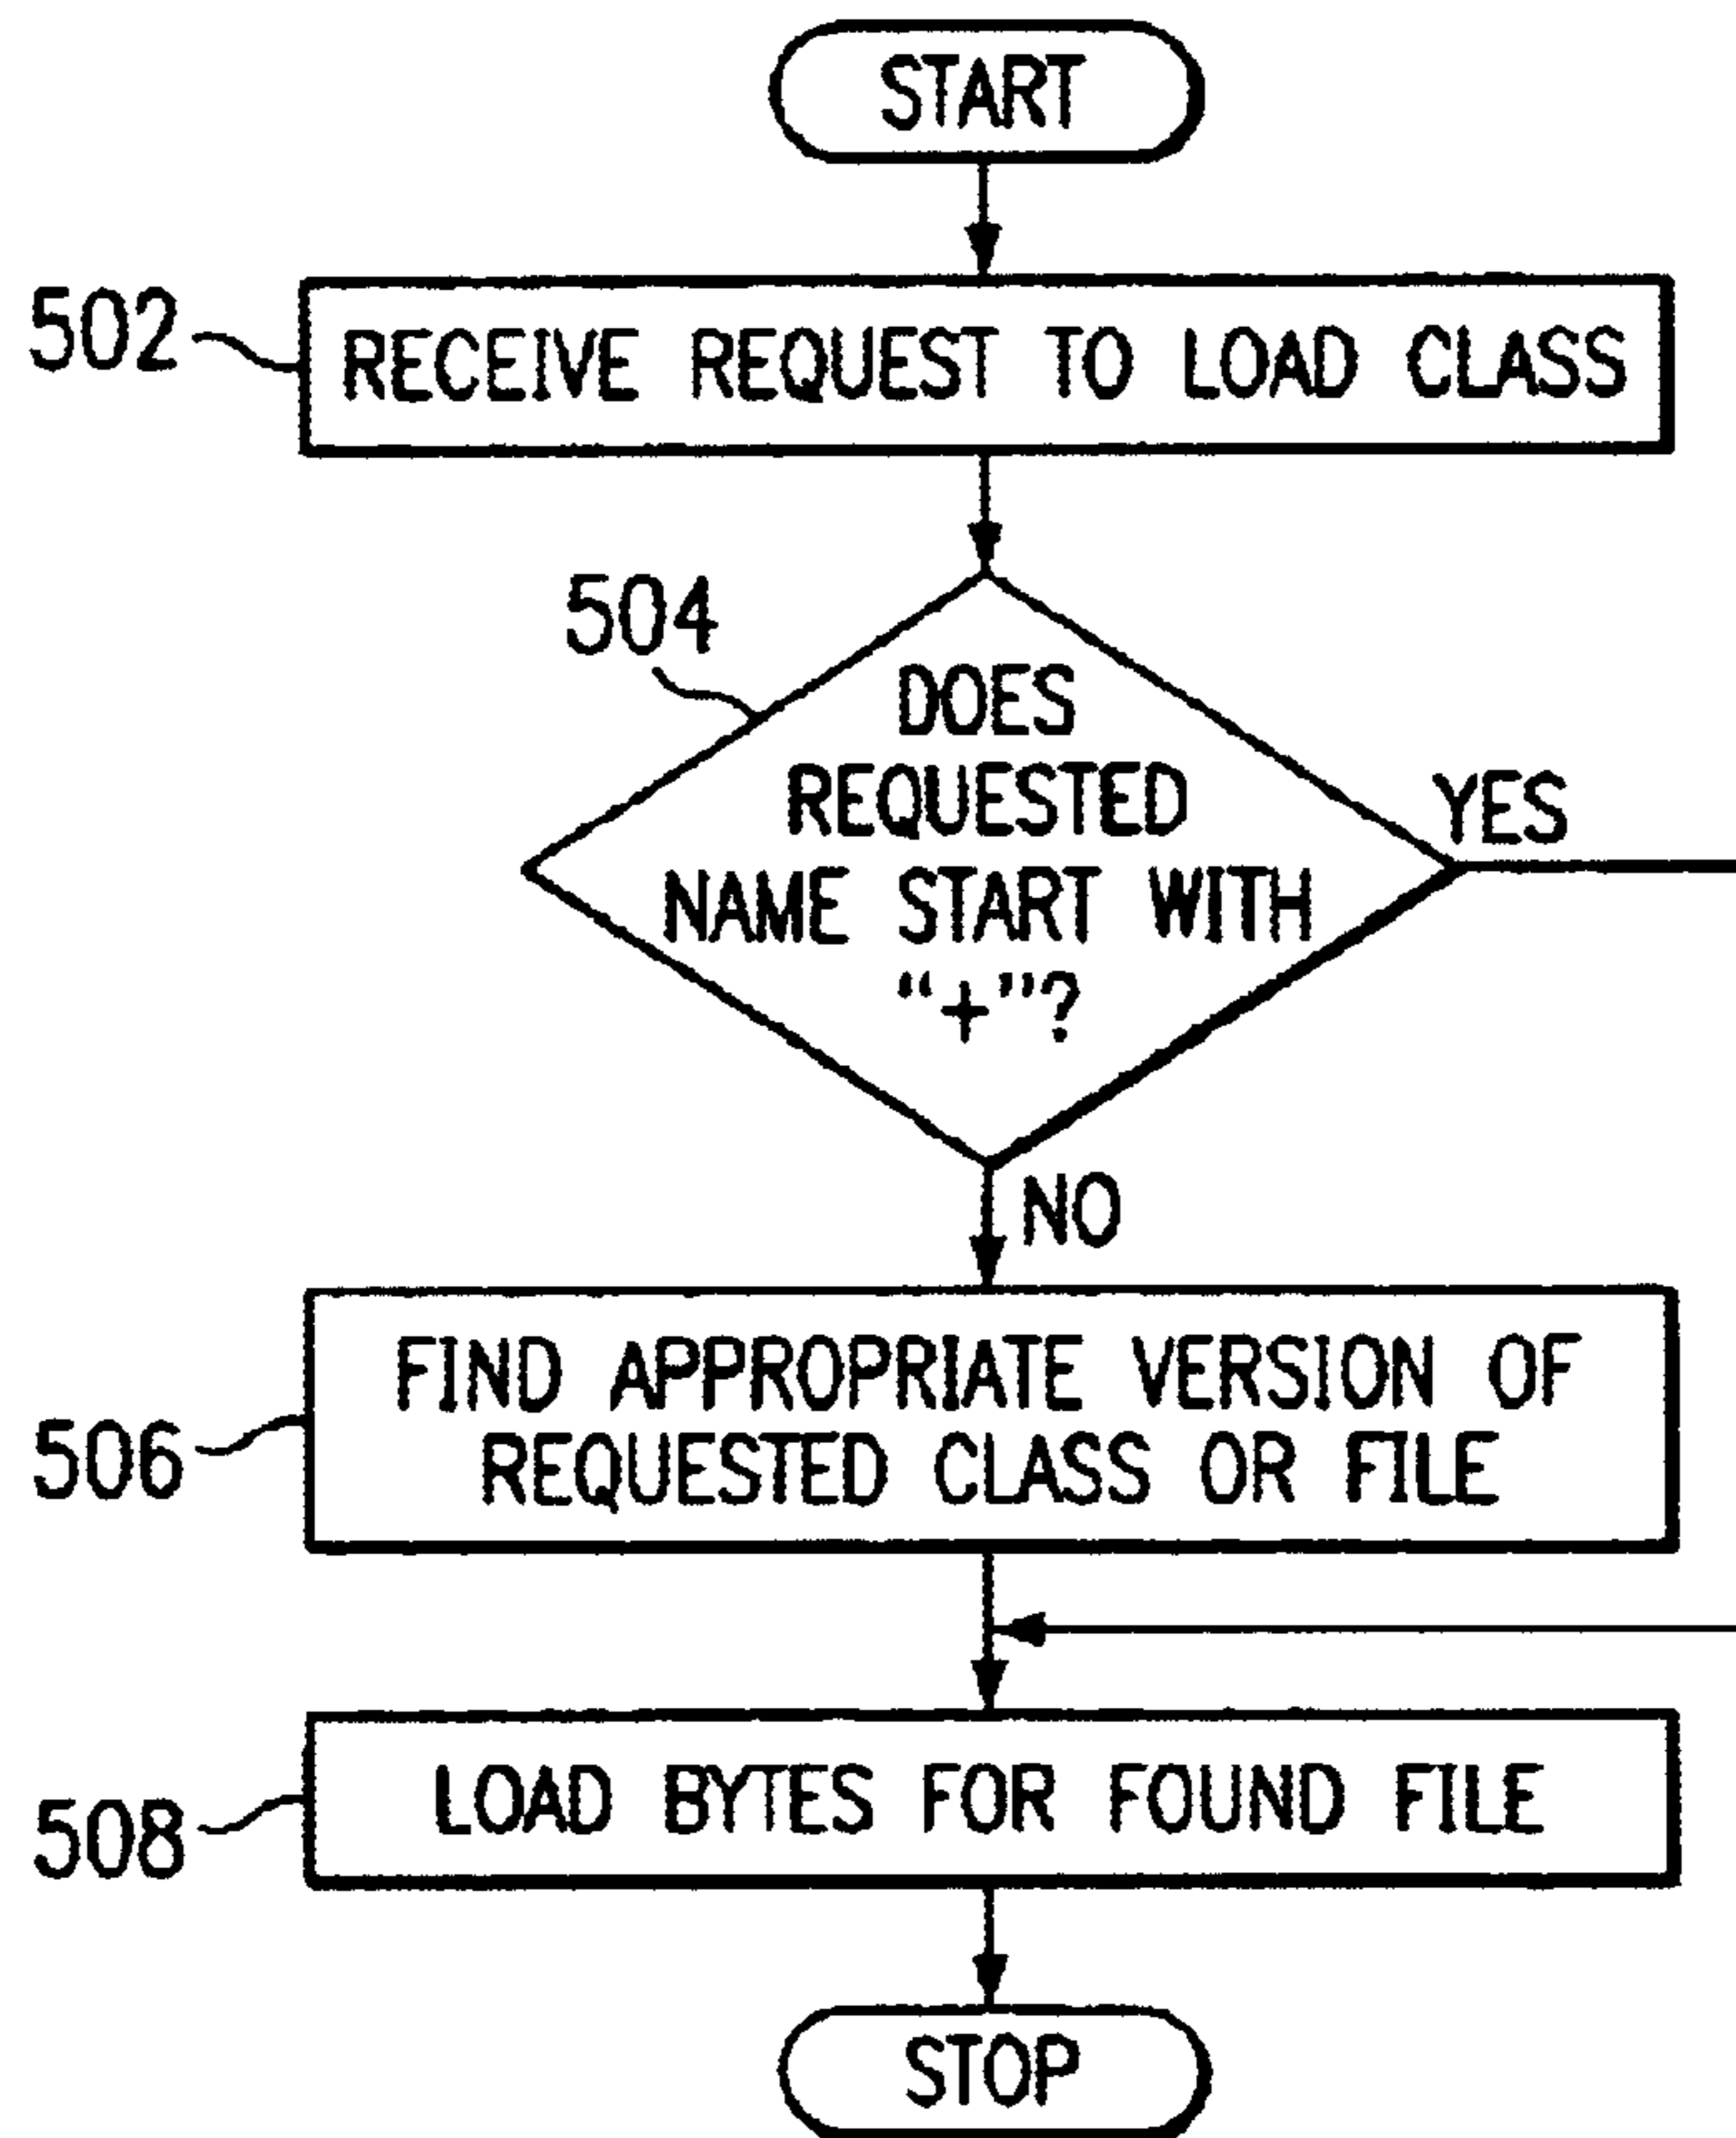 START
502
RECEIVE REQUEST TO LOAD CLASS
504
DOES
REQUESTED
NAME START WITH
“+”?
YES
NO
506
FIND APPROPRIATE VERSION OF
REQUESTED CLASS OR FILE
508
LOAD BYTES FOR FOUND FILE
STOP